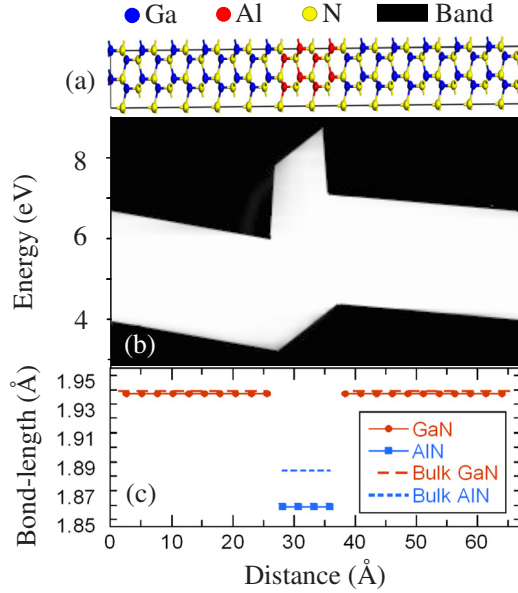 Ga Al N Band
(a)
8
6
4
Energy (eV)
(b)
1.95
1.93
1.91
1.89
1.87
1.85
Bond-length (Å)
GaN
AlN
Bulk GaN
Bulk AlN
(c)
0 10 20 30 40 50 60
Distance (Å)